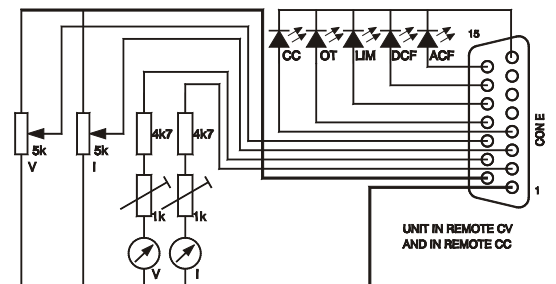 15
CC OT LIM DCF ACF
CON E
4k7 4k7
5k 5k
V I
1k 1k
1
V I
UNIT IN REMOTE CV
AND IN REMOTE CC